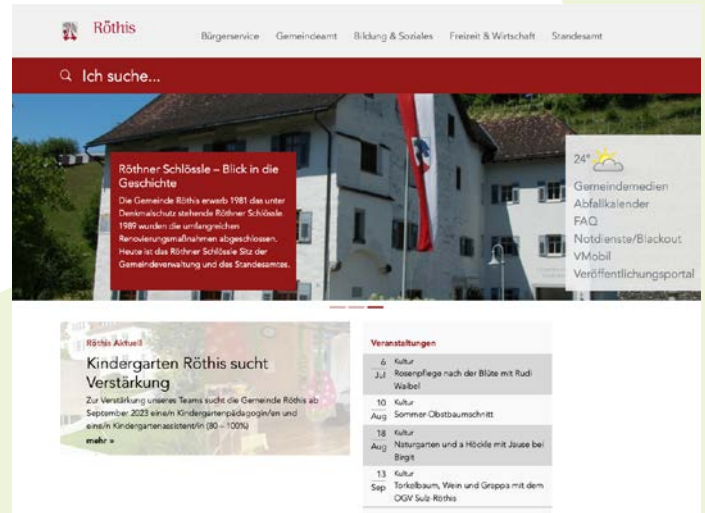 Röthis
Bürgerservice Gemeindeamt Bildung & Soziales Freizeit & Wirtschaft Standesamt
Ich suche...
Röthner Schlössle – Blick in die
Geschichte
Die Gemeinde Röthis erwarb 1981 das unter
Denkmalschutz stehende Röthner Schlössle.
1989 wurden die umfangreichen
Renovierungsmaßnahmen abgeschlossen.
Heute ist das Röthner Schlössle Sitz der
Gemeindeverwaltung und des Standesamtes.
24°
Gemeindemedien
Abfallkalender
FAQ
Notdienste/Blackout
VMobil
Veröffentlichungsportal
Röthis Aktuell
Kindergarten Röthis sucht
Verstärkung
Zur Verstärkung unseres Teams sucht die Gemeinde Röthis ab
September 2023 eine/n Kindergartenpädagogin/en und
eine/n Kindergartenassistent/in (80 – 100%)
mehr »
Veranstaltungen
6 Kultur
Jul Rosenpflege nach der Blüte mit Rudi
Waibel
10 Kultur
Aug Sommer-Obstbaumschnitt
18 Kultur
Aug Naturgarten und a Höckle mit Jause bei
Birgit
13 Kultur
Sep Torkelbaum, Wein und Grappa mit dem
OGV Sulz-Röthis